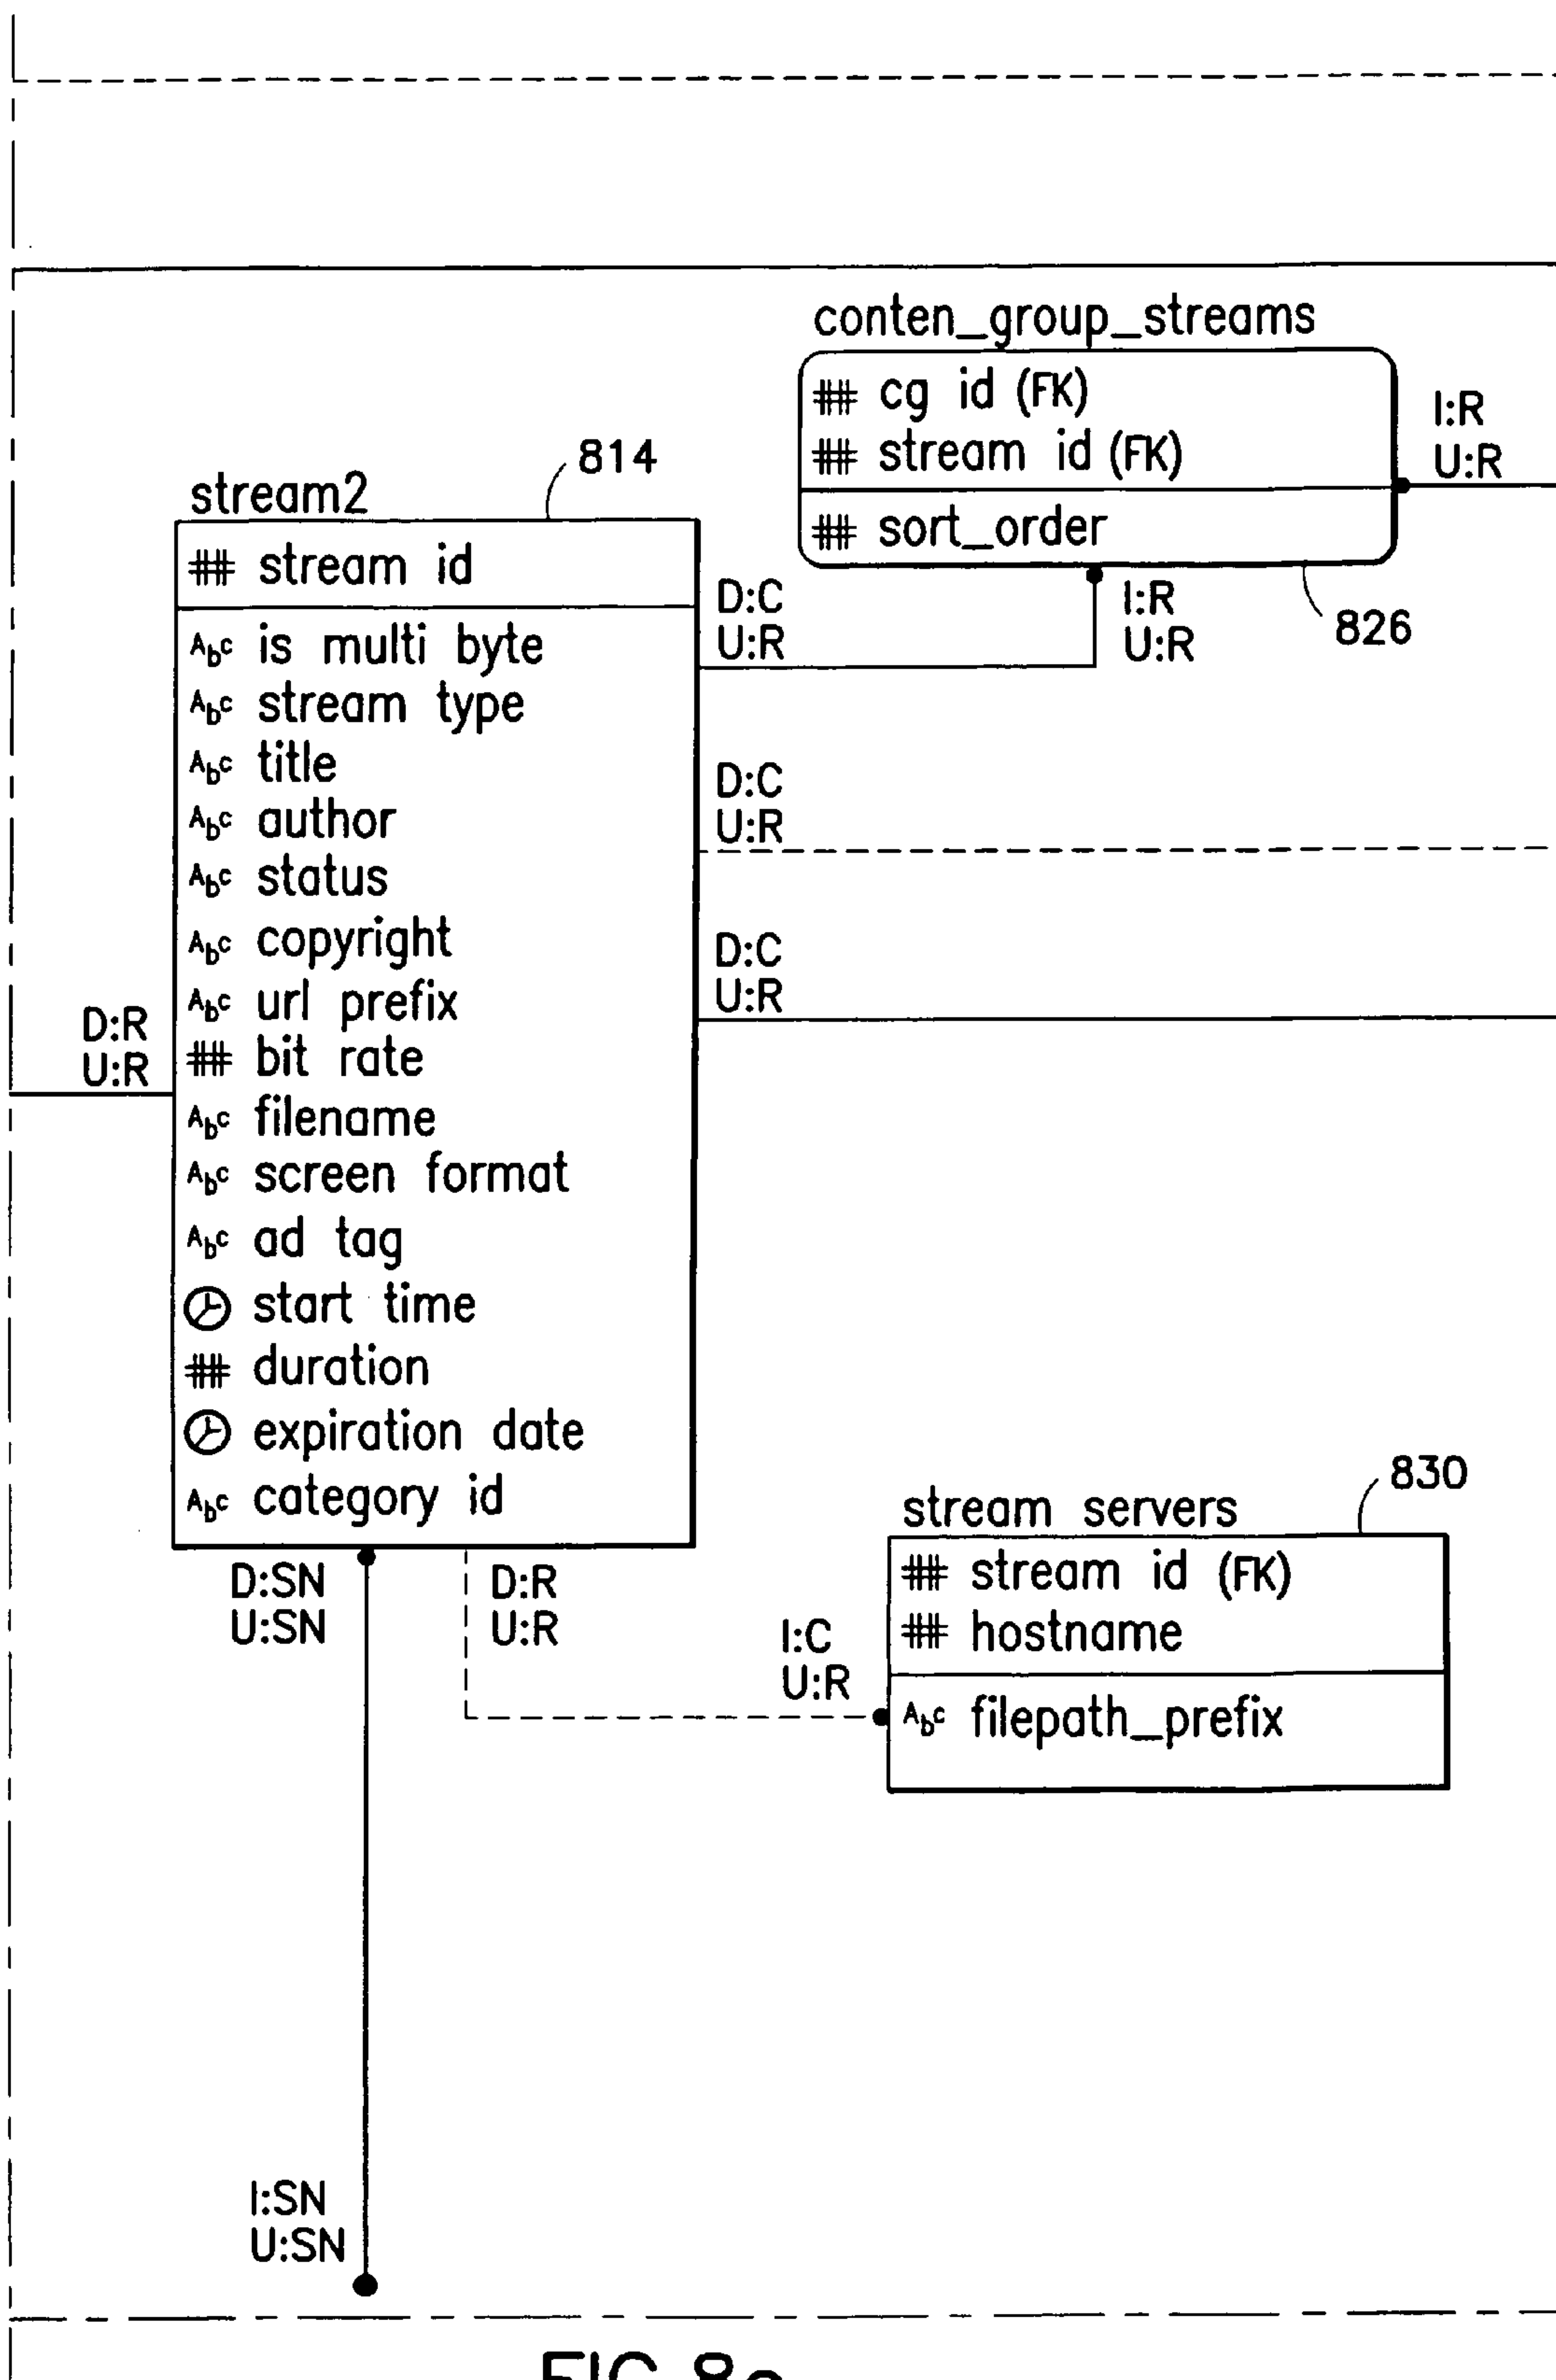 conten_group_streams
## cg id (FK)
## stream id (FK)
## sort_order
I:R
U:R
826
814
stream2
## stream id
Abc is multi byte
Abc stream type
Abc title
Abc author
Abc status
Abc copyright
Abc url prefix
## bit rate
Abc filename
Abc screen format
Abc ad tag
start time
## duration
expiration date
Abc category id
D:C
U:R
I:R
U:R
D:C
U:R
D:C
U:R
D:R
U:R
830
stream servers
## stream id (FK)
## hostname
Abc filepath_prefix
D:SN
U:SN
D:R
U:R
I:C
U:R
I:SN
U:SN